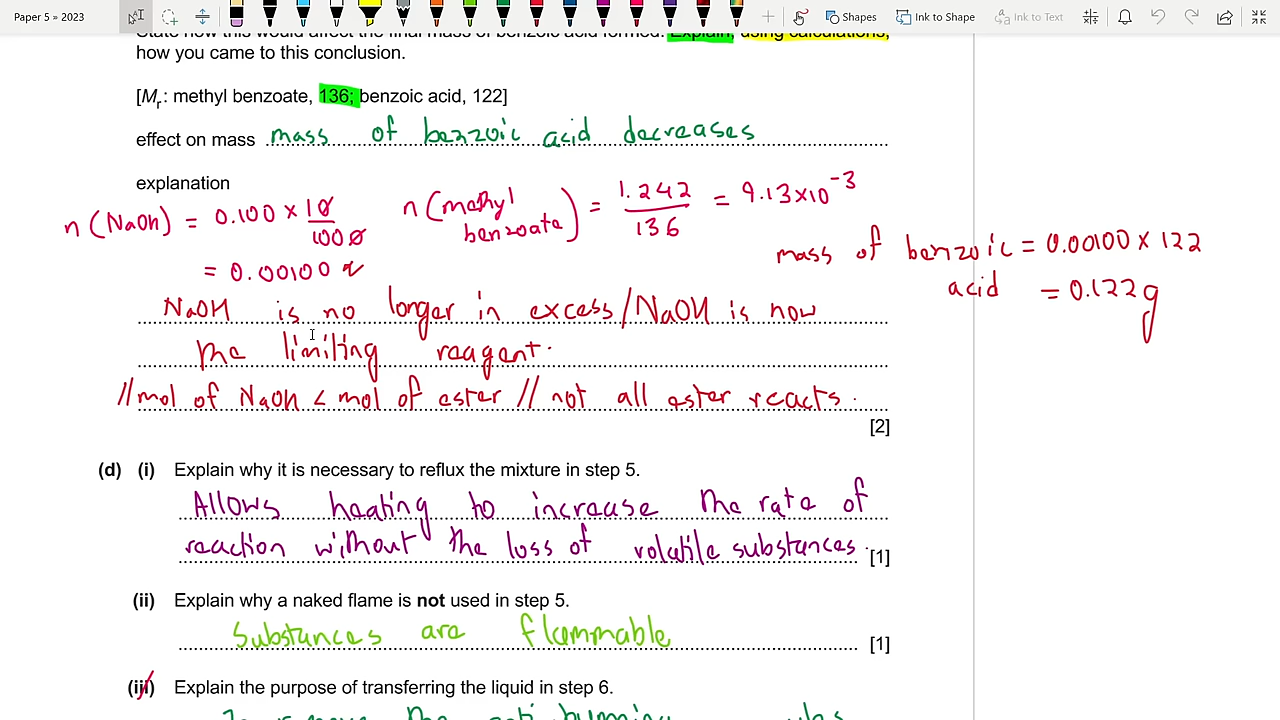 Paper 5 » 2023
Shapes
Ink to Shape
Ink to Text
State how this would affect the final mass of benzoic acid formed. Explain, using calculations,
how you came to this conclusion.
[Mr: methyl benzoate, 136; benzoic acid, 122]
effect on mass mass of benzoic acid decreases
explanation
n (NaOH) = 0.100 × 10/1000
= 0.00100
n (methyl benzoate) = 1.242/136 = 9.13×10⁻³
mass of benzoic acid = 0.00100 × 122
= 0.122g
NaOH is no longer in excess / NaOH is now
the limiting reagent.
// mol of NaOH < mol of ester // not all ester reacts.
[2]
(d) (i) Explain why it is necessary to reflux the mixture in step 5.
Allows heating to increase the rate of
reaction without the loss of volatile substances. [1]
(ii) Explain why a naked flame is not used in step 5.
Substances are flammable [1]
(iii) Explain the purpose of transferring the liquid in step 6.